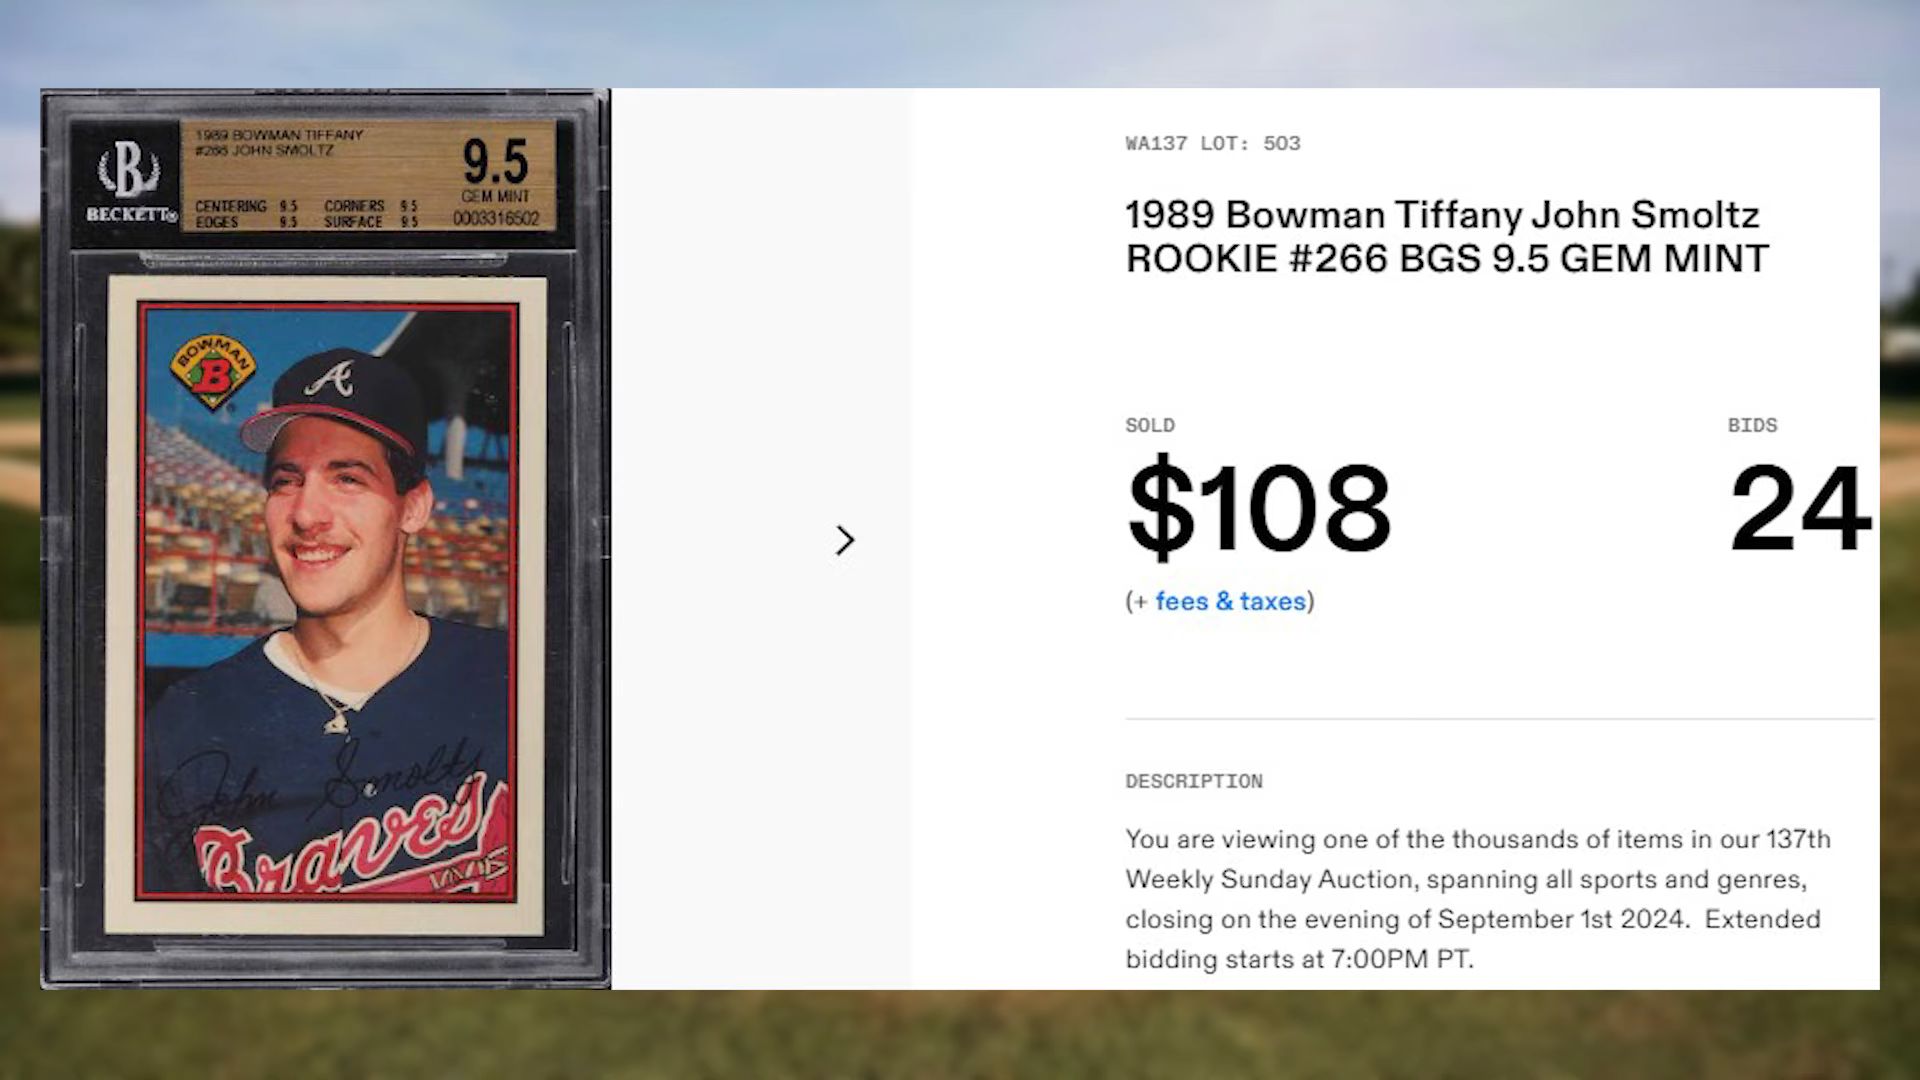 1989 BOWMAN TIFFANY
#266 JOHN SMOLTZ
9.5
GEM MINT
CENTERING 9.5 CORNERS 9.5
EDGES 9.5 SURFACE 9.5
0003316502
B
BECKETT®
BOWMAN
B
A
John Smoltz
Braves
WA137 LOT: 503
1989 Bowman Tiffany John Smoltz
ROOKIE #266 BGS 9.5 GEM MINT
SOLD
BIDS
$108
24
(+ fees & taxes)
DESCRIPTION
You are viewing one of the thousands of items in our 137th
Weekly Sunday Auction, spanning all sports and genres,
closing on the evening of September 1st 2024. Extended
bidding starts at 7:00PM PT.